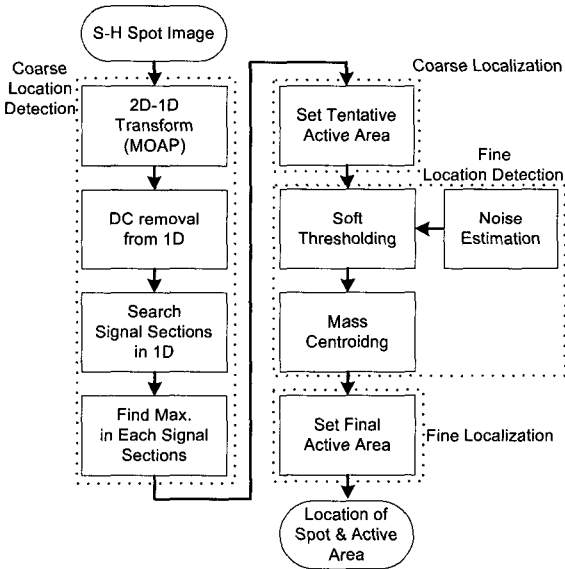 S-H Spot Image
Coarse
Location
Detection
2D-1D
Transform
(MOAP)
DC removal
from 1D
Search
Signal Sections
in 1D
Find Max.
in Each Signal
Sections
Coarse Localization
Set Tentative
Active Area
Fine
Location Detection
Soft
Thresholding
Noise
Estimation
Mass
Centroidng
Set Final
Active Area
Fine Localization
Location of
Spot & Active
Area